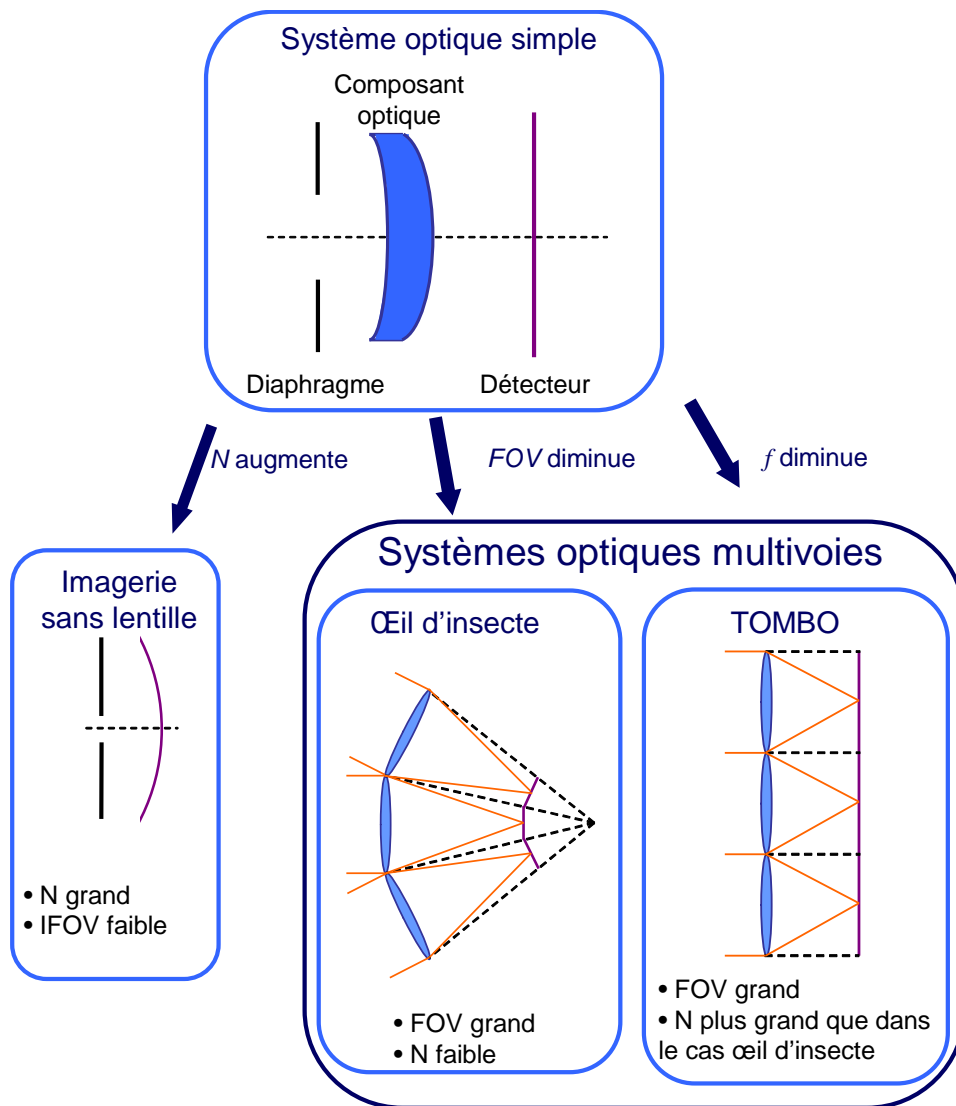 Système optique simple
Composant
optique
Diaphragme
Détecteur
N augmente
FOV diminue
f diminue
Imagerie
sans lentille
• N grand
• IFOV faible
Systèmes optiques multivoies
Œil d’insecte
• FOV grand
• N faible
TOMBO
• FOV grand
• N plus grand que dans
le cas œil d’insecte